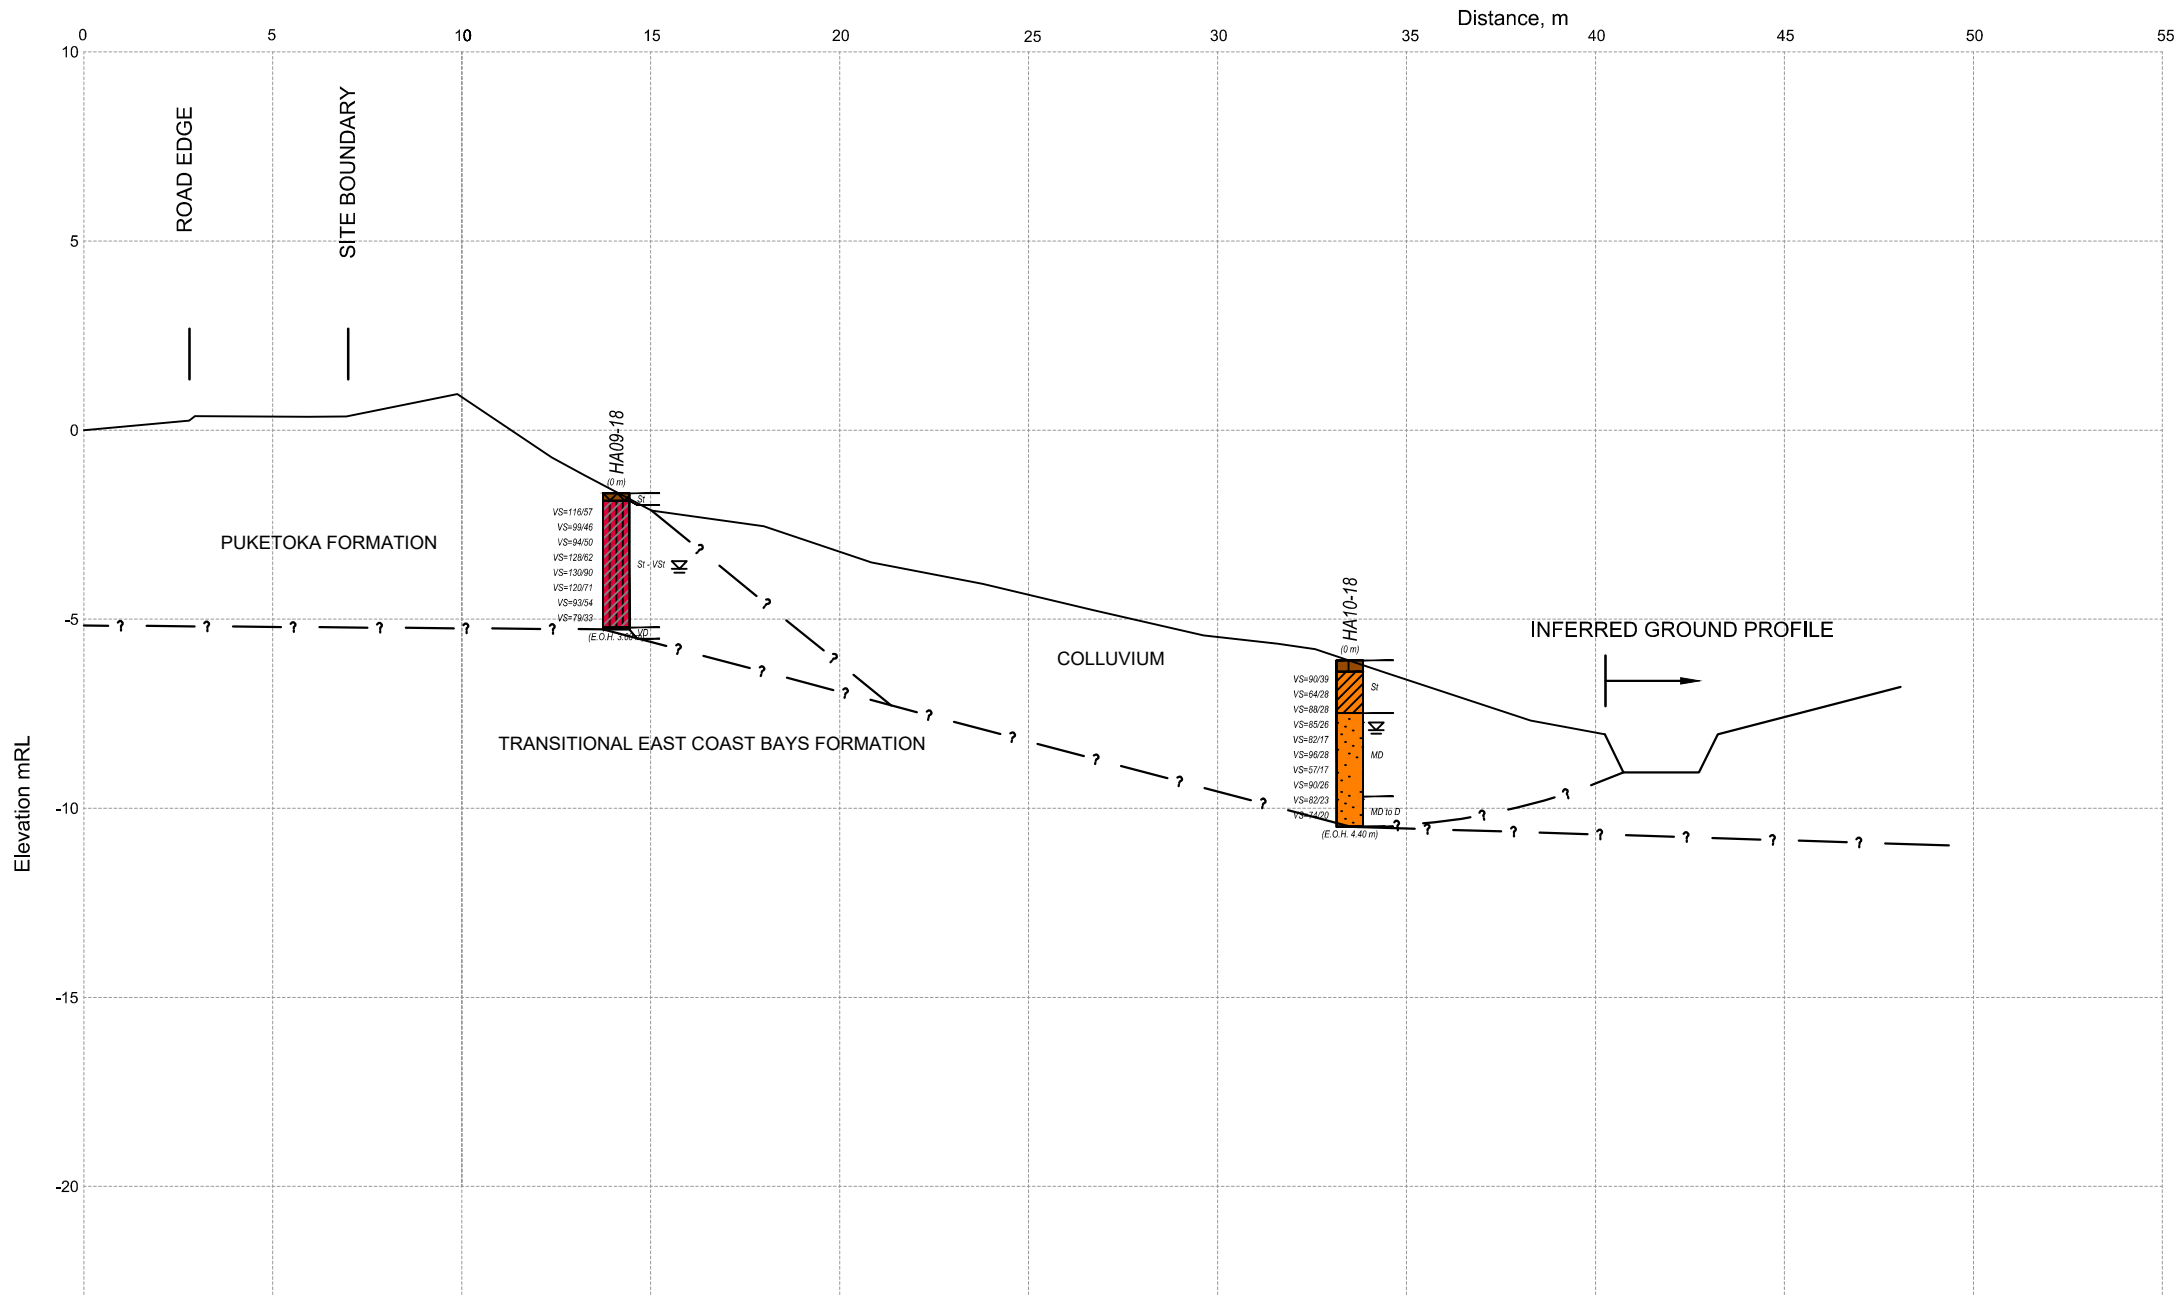 Distance, m
0 5 10 15 20 25 30 35 40 45 50 55
10
5
0
-5
-10
-15
-20
Elevation mRL
ROAD EDGE
SITE BOUNDARY
HA09-18
(0 m)
St
VS=116/57
VS=99/46
VS=94/50
VS=128/62
VS=130/90
VS=120/71
VS=93/54
VS=79/33
St - VSt
VD
PUKETOKA FORMATION
COLLUVIUM
TRANSITIONAL EAST COAST BAYS FORMATION
HA10-18
(0 m)
VS=90/39
VS=64/28
VS=88/28
VS=85/26
VS=82/17
VS=96/28
VS=57/17
VS=90/26
VS=82/23
VS=74/20
St
MD
MD to D
(E.O.H. 4.40 m)
INFERRED GROUND PROFILE
? ? ? ? ? ? ? ? ? ? ? ? ? ? ? ? ? ? ? ? ? ? ? ? ? ? ? ? ?